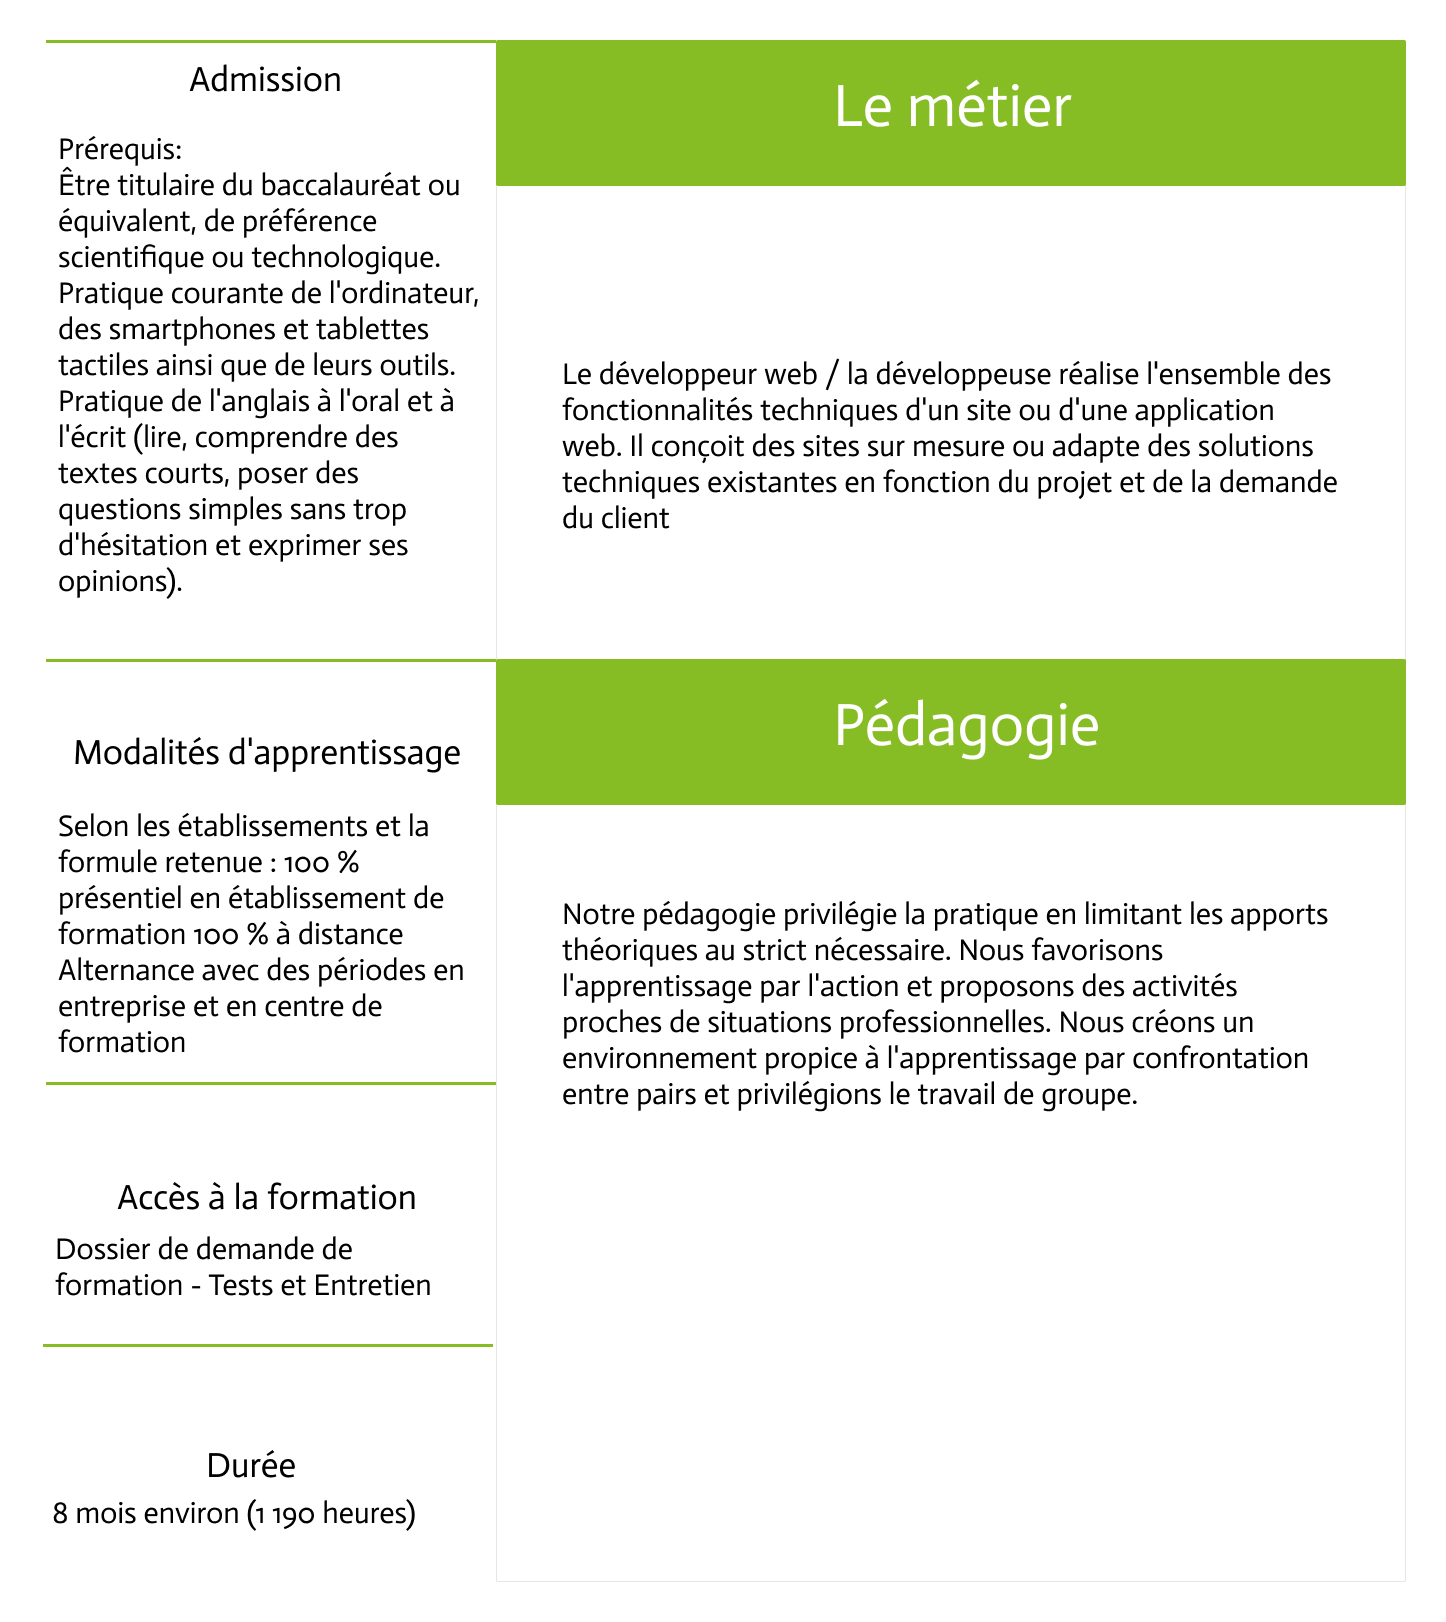 Admission
Prérequis:
Être titulaire du baccalauréat ou
équivalent, de préférence
scientifique ou technologique.
Pratique courante de l'ordinateur,
des smartphones et tablettes
tactiles ainsi que de leurs outils.
Pratique de l'anglais à l'oral et à
l'écrit (lire, comprendre des
textes courts, poser des
questions simples sans trop
d'hésitation et exprimer ses
opinions).
Le métier
Le développeur web / la développeuse réalise l'ensemble des
fonctionnalités techniques d'un site ou d'une application
web. Il conçoit des sites sur mesure ou adapte des solutions
techniques existantes en fonction du projet et de la demande
du client
Modalités d'apprentissage
Selon les établissements et la
formule retenue : 100 %
présentiel en établissement de
formation 100 % à distance
Alternance avec des périodes en
entreprise et en centre de
formation
Pédagogie
Notre pédagogie privilégie la pratique en limitant les apports
théoriques au strict nécessaire. Nous favorisons
l'apprentissage par l'action et proposons des activités
proches de situations professionnelles. Nous créons un
environnement propice à l'apprentissage par confrontation
entre pairs et privilégions le travail de groupe.
Accès à la formation
Dossier de demande de
formation - Tests et Entretien
Durée
8 mois environ (1 190 heures)